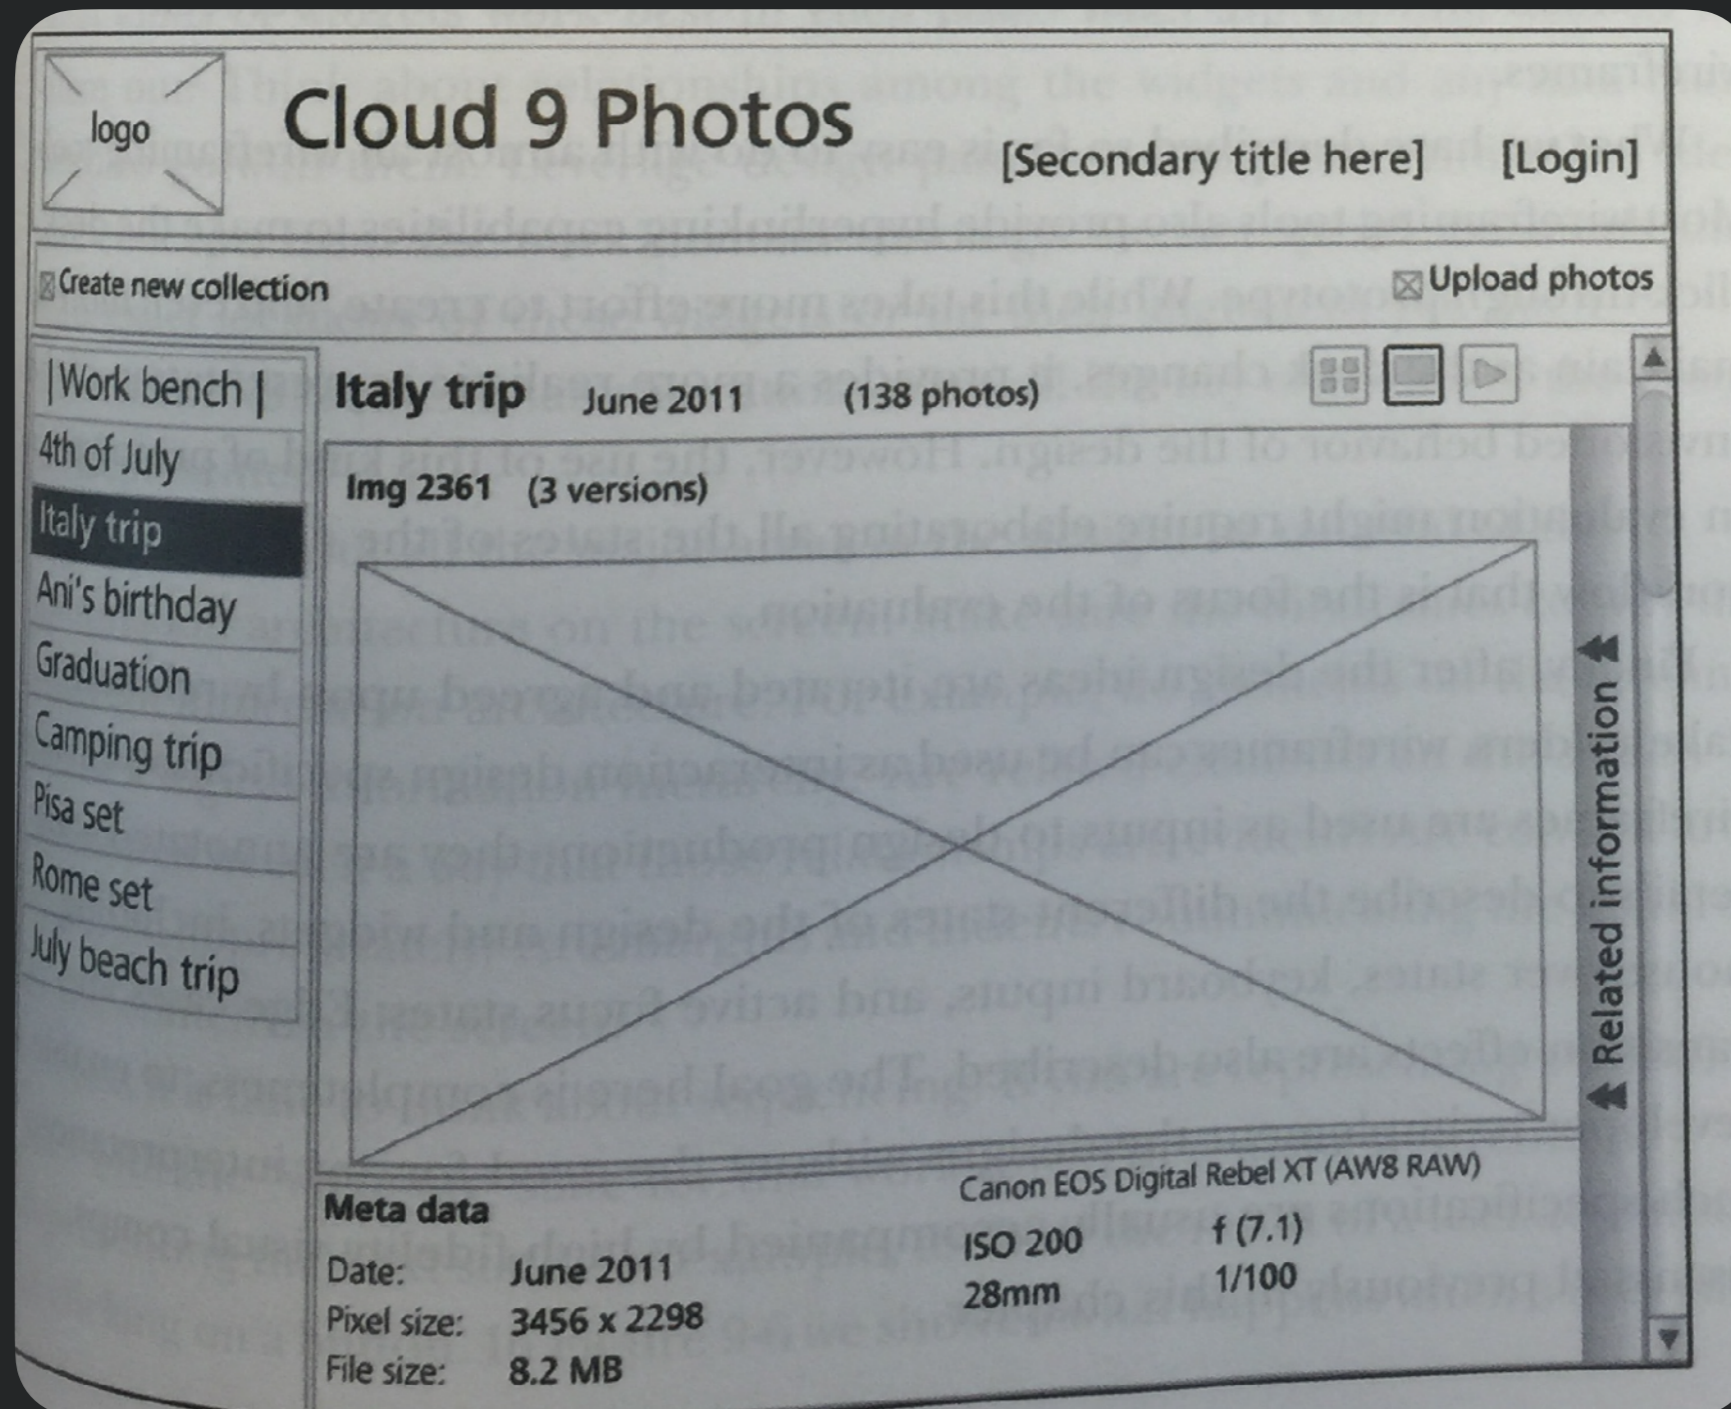 logo
Cloud 9 Photos
[Secondary title here] [Login]
Create new collection
Upload photos
|Work bench |
4th of July
Italy trip
Ani's birthday
Graduation
Camping trip
Pisa set
Rome set
July beach trip
Italy trip June 2011 (138 photos)
Img 2361 (3 versions)
Related information
Meta data
Date: June 2011
Pixel size: 3456 x 2298
File size: 8.2 MB
Canon EOS Digital Rebel XT (AW8 RAW)
ISO 200 f (7.1)
28mm 1/100